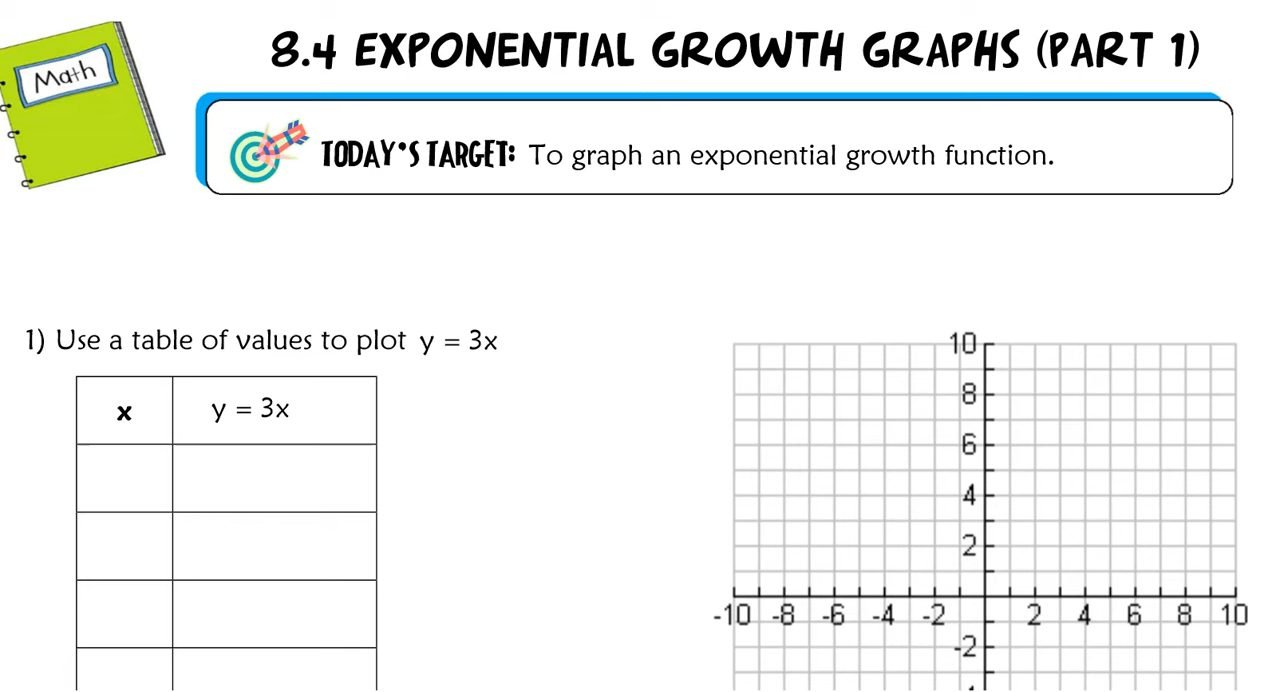 Math
8.4 EXPONENTIAL GROWTH GRAPHS (PART 1)
TODAY'S TARGET: To graph an exponential growth function.
1) Use a table of values to plot y = 3x
x y = 3x
10
8
6
4
2
-10 -8 -6 -4 -2 2 4 6 8 10
-2